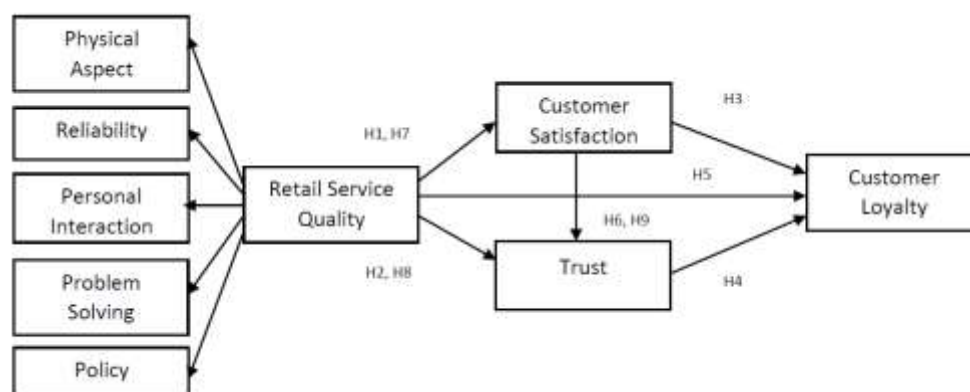 Physical
Aspect
Reliability
Personal
Interaction
Problem
Solving
Policy
Retail Service
Quality
H1, H7
H2, H8
Customer
Satisfaction
Trust
H3
H5
H6, H9
H4
Customer
Loyalty